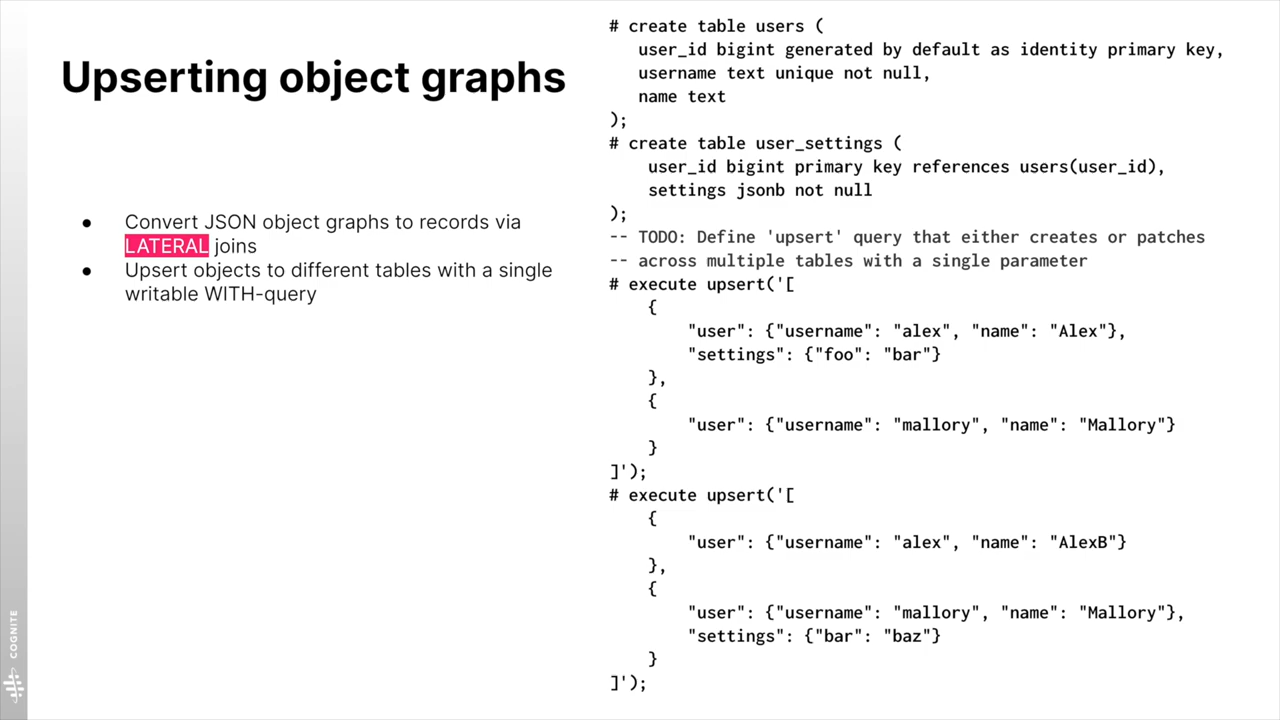 Upserting object graphs
● Convert JSON object graphs to records via
LATERAL joins
● Upsert objects to different tables with a single
writable WITH-query
# create table users (
   user_id bigint generated by default as identity primary key,
   username text unique not null,
   name text
);
# create table user_settings (
    user_id bigint primary key references users(user_id),
    settings jsonb not null
);
-- TODO: Define 'upsert' query that either creates or patches
-- across multiple tables with a single parameter
# execute upsert('[
    {
        "user": {"username": "alex", "name": "Alex"},
        "settings": {"foo": "bar"}
    },
    {
        "user": {"username": "mallory", "name": "Mallory"}
    }
]');
# execute upsert('[
    {
        "user": {"username": "alex", "name": "AlexB"}
    },
    {
        "user": {"username": "mallory", "name": "Mallory"},
        "settings": {"bar": "baz"}
    }
]');
COGNITE